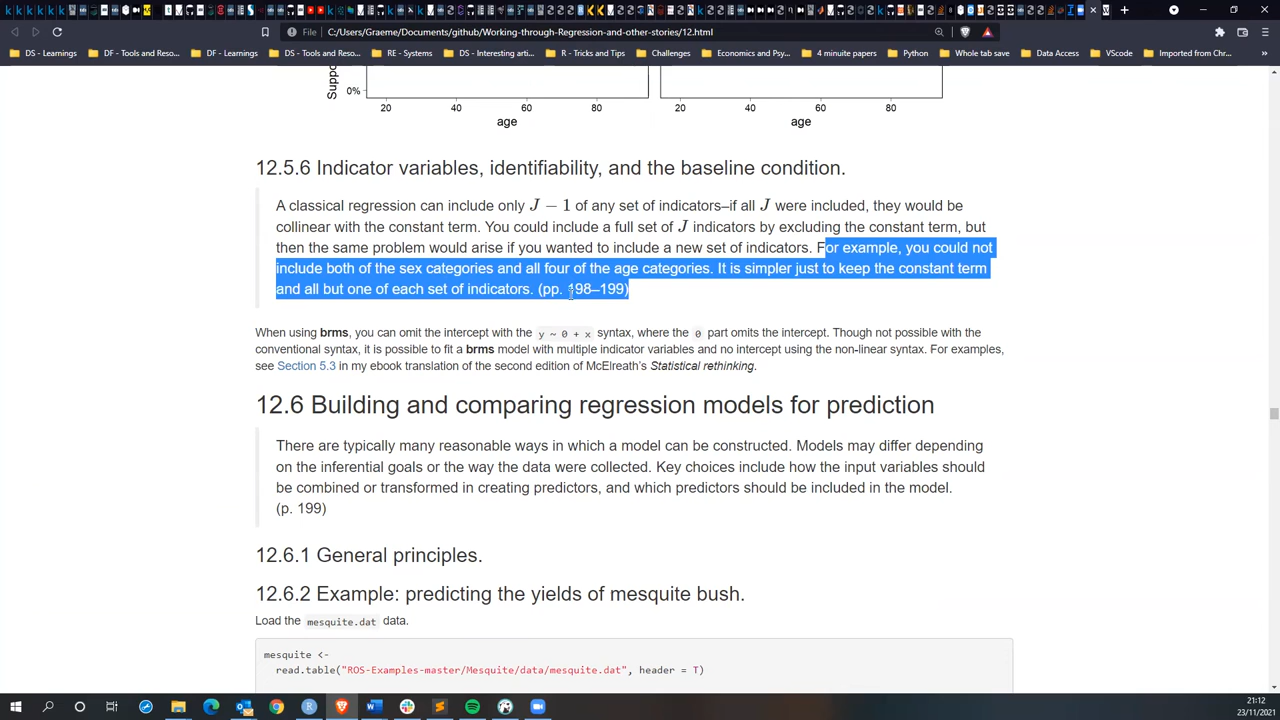 File
C:/Users/Graeme/Documents/github/Working-through-Regression-and-other-stories/12.html
DS - Learnings
DF - Tools and Reso...
DF - Learnings
DS - Tools and Reso...
RE - Systems
DS - Interesting arti...
R - Tricks and Tips
Challenges
Economics and Psy...
4 minuite papers
Python
Whole tab save
Data Access
VScode
Imported from Chr...
Suppo
0%
20 40 60 80
20 40 60 80
age
age
12.5.6 Indicator variables, identifiability, and the baseline condition.
A classical regression can include only J − 1 of any set of indicators–if all J were included, they would be
collinear with the constant term. You could include a full set of J indicators by excluding the constant term, but
then the same problem would arise if you wanted to include a new set of indicators. For example, you could not
include both of the sex categories and all four of the age categories. It is simpler just to keep the constant term
and all but one of each set of indicators. (pp. 198–199)
When using brms, you can omit the intercept with the y ~ 0 + x syntax, where the 0 part omits the intercept. Though not possible with the
conventional syntax, it is possible to fit a brms model with multiple indicator variables and no intercept using the non-linear syntax. For examples,
see Section 5.3 in my ebook translation of the second edition of McElreath's Statistical rethinking.
12.6 Building and comparing regression models for prediction
There are typically many reasonable ways in which a model can be constructed. Models may differ depending
on the inferential goals or the way the data were collected. Key choices include how the input variables should
be combined or transformed in creating predictors, and which predictors should be included in the model.
(p. 199)
12.6.1 General principles.
12.6.2 Example: predicting the yields of mesquite bush.
Load the mesquite.dat data.
mesquite <-
read.table("ROS-Examples-master/Mesquite/data/mesquite.dat", header = T)
21:12
23/11/2021